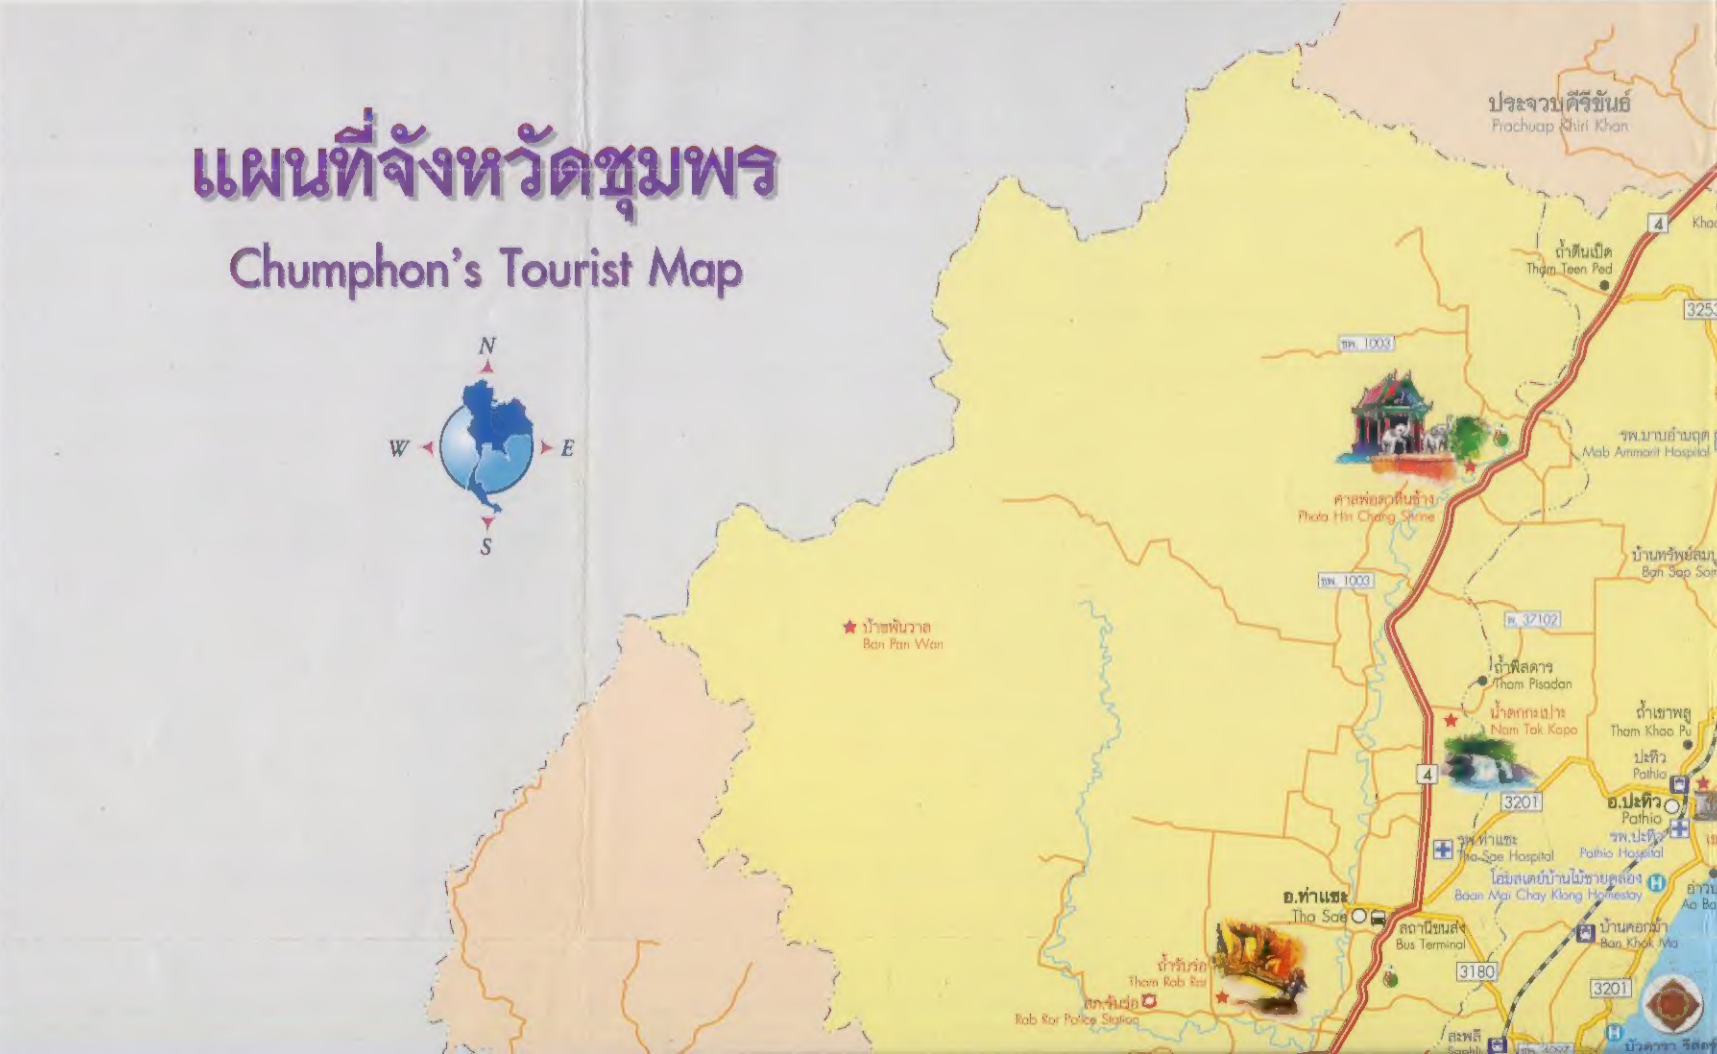 แผนที่จังหวัดชุมพร
Chumphon's Tourist Map
N
W
E
S
ประจวบคีรีขันธ์
Prachuap Khiri Khan
4
ถ้ำตีนเป็ด
Tham Teen Ped
3253
ชพ. 1003
รพ.มาบอำมฤต
Mab Ammarit Hospital
ศาลพ่อตาหินช้าง
Phota Hin Chang Shrine
บ้านทรัพย์สมบู
Ban Sap Som
ชพ. 1003
พ. 37102
บ้านพันวาล
Ban Pan Wan
ถ้ำพิสดาร
Tham Pisadan
น้ำตกกะเปาะ
Nam Tak Kapo
ถ้ำเขาพลู
Tham Khao Pu
ปะทิว
Pathio
4
3201
อ.ปะทิว
Pathio
รพ.ปะทิว
Pathio Hospital
รพ.ท่าแซะ
Tha Sae Hospital
โฮมสเตย์บ้านไม้ชายคลอง
Baan Mai Chay Klong Homestay
อ.ท่าแซะ
Tha Sae
สถานีขนส่ง
Bus Terminal
บ้านคอกม้า
Ban Khok Ma
ถ้ำรับร่อ
Tham Rab Ror
3180
3201
สภ.รับร่อ
Rab Ror Police Station
สะพลี
Saphli